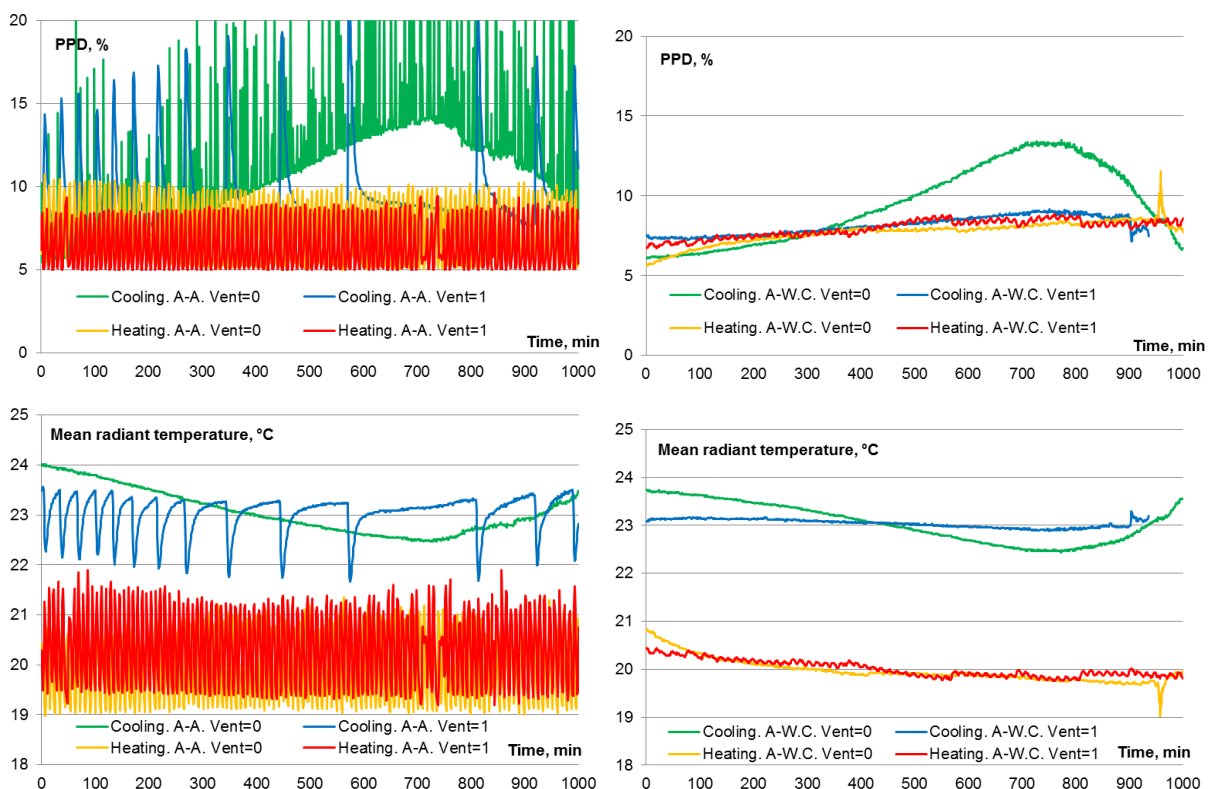 20
15
10
5
0
PPD, %
Cooling. A-A. Vent=0 Cooling. A-A. Vent=1
Heating. A-A. Vent=0 Heating. A-A. Vent=1
Time, min
0 100 200 300 400 500 600 700 800 900 1000
20
15
10
5
0
PPD, %
Cooling. A-W.C. Vent=0 Cooling. A-W.C. Vent=1
Heating. A-W.C. Vent=0 Heating. A-W.C. Vent=1
Time, min
0 100 200 300 400 500 600 700 800 900 1000
25
24
23
22
21
20
19
18
Mean radiant temperature, °C
Cooling. A-A. Vent=0 Cooling. A-A. Vent=1
Heating. A-A. Vent=0 Heating. A-A. Vent=1
Time, min
0 100 200 300 400 500 600 700 800 900 1000
25
24
23
22
21
20
19
18
Mean radiant temperature, °C
Cooling. A-W.C. Vent=0 Cooling. A-W.C. Vent=1
Heating. A-W.C. Vent=0 Heating. A-W.C. Vent=1
Time, min
0 100 200 300 400 500 600 700 800 900 1000